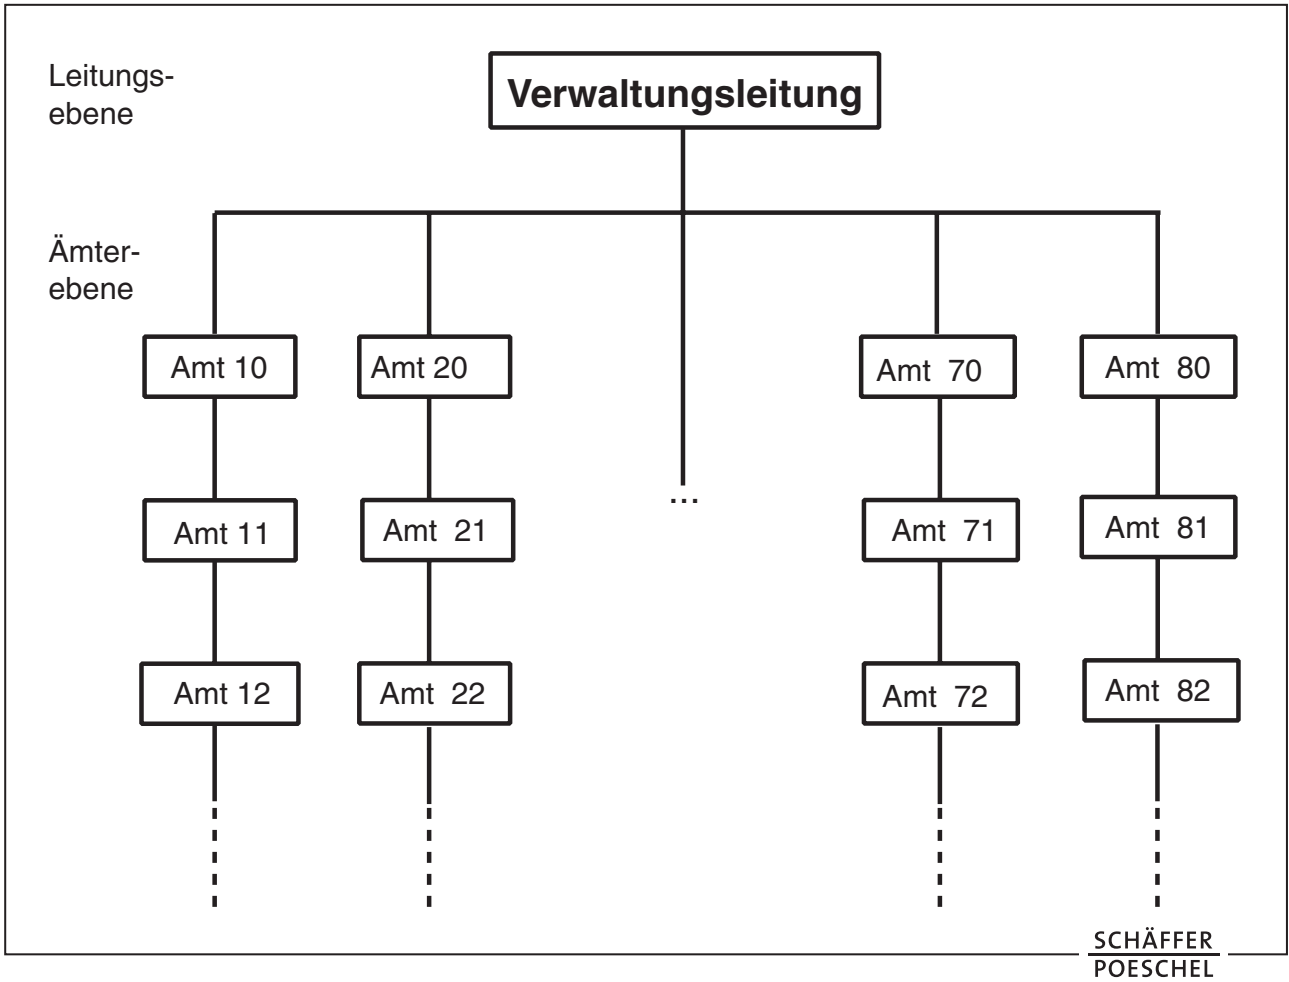 Leitungs-
ebene
Verwaltungsleitung
Ämter-
ebene
Amt 10
Amt 20
Amt 70
Amt 80
...
Amt 11
Amt 21
Amt 71
Amt 81
Amt 12
Amt 22
Amt 72
Amt 82
SCHÄFFER
POESCHEL